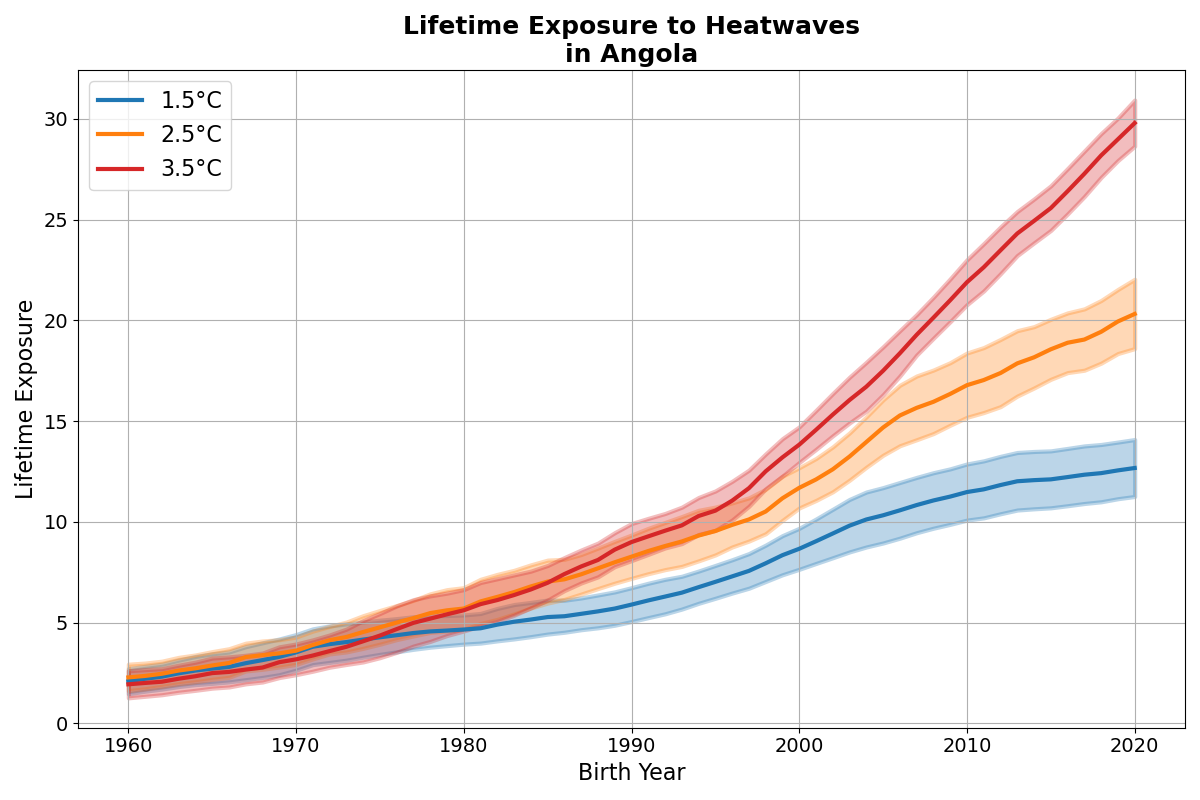 Lifetime Exposure to Heatwaves
in Angola
1.5°C
2.5°C
3.5°C
Lifetime Exposure
30
25
20
15
10
5
0
1960 1970 1980 1990 2000 2010 2020
Birth Year